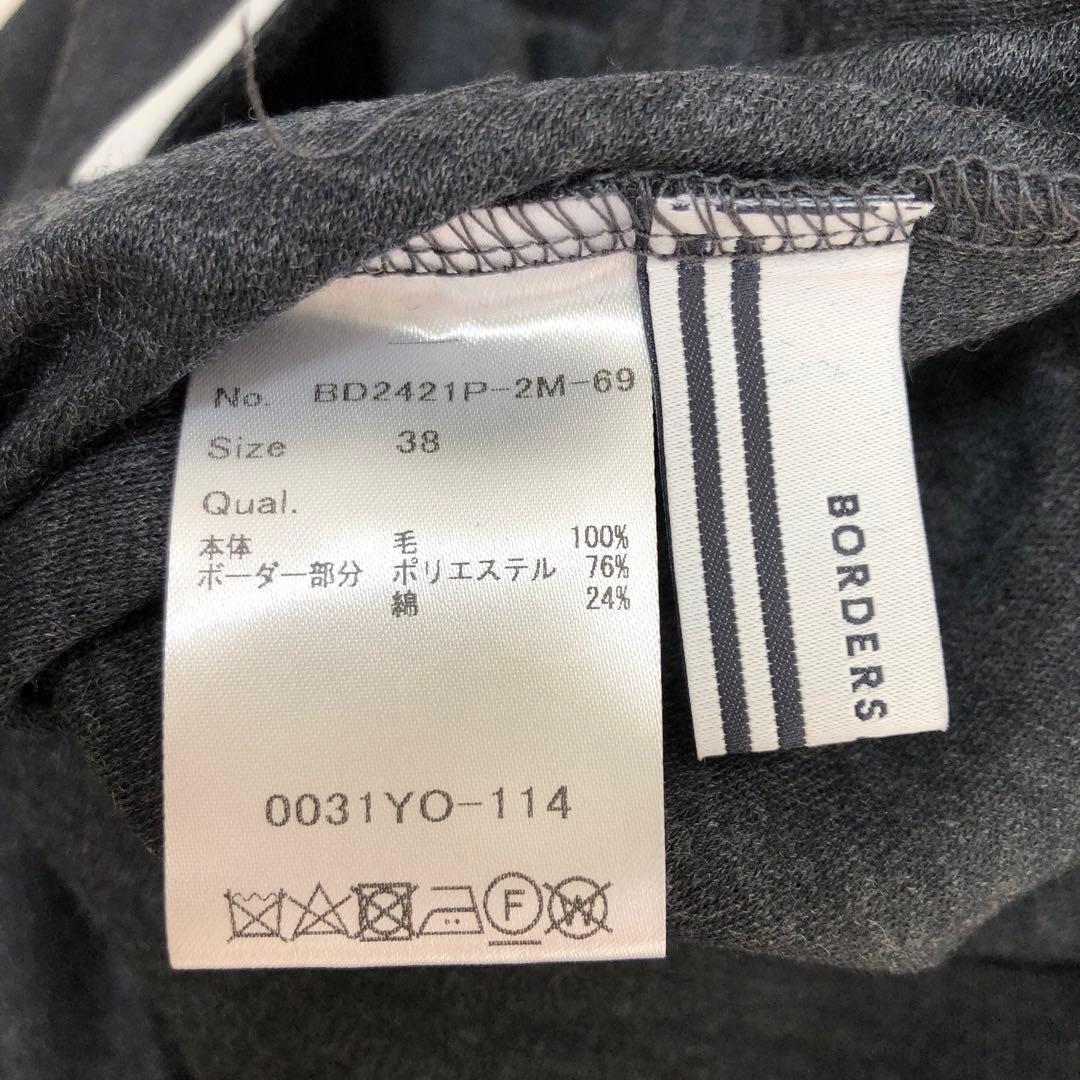 No. BD2421P-2M-69
Size 38
Qual.
本体 毛 100%
ボーダー部分 ポリエステル 76%
綿 24%
0031YO-114
F W
BORDERS